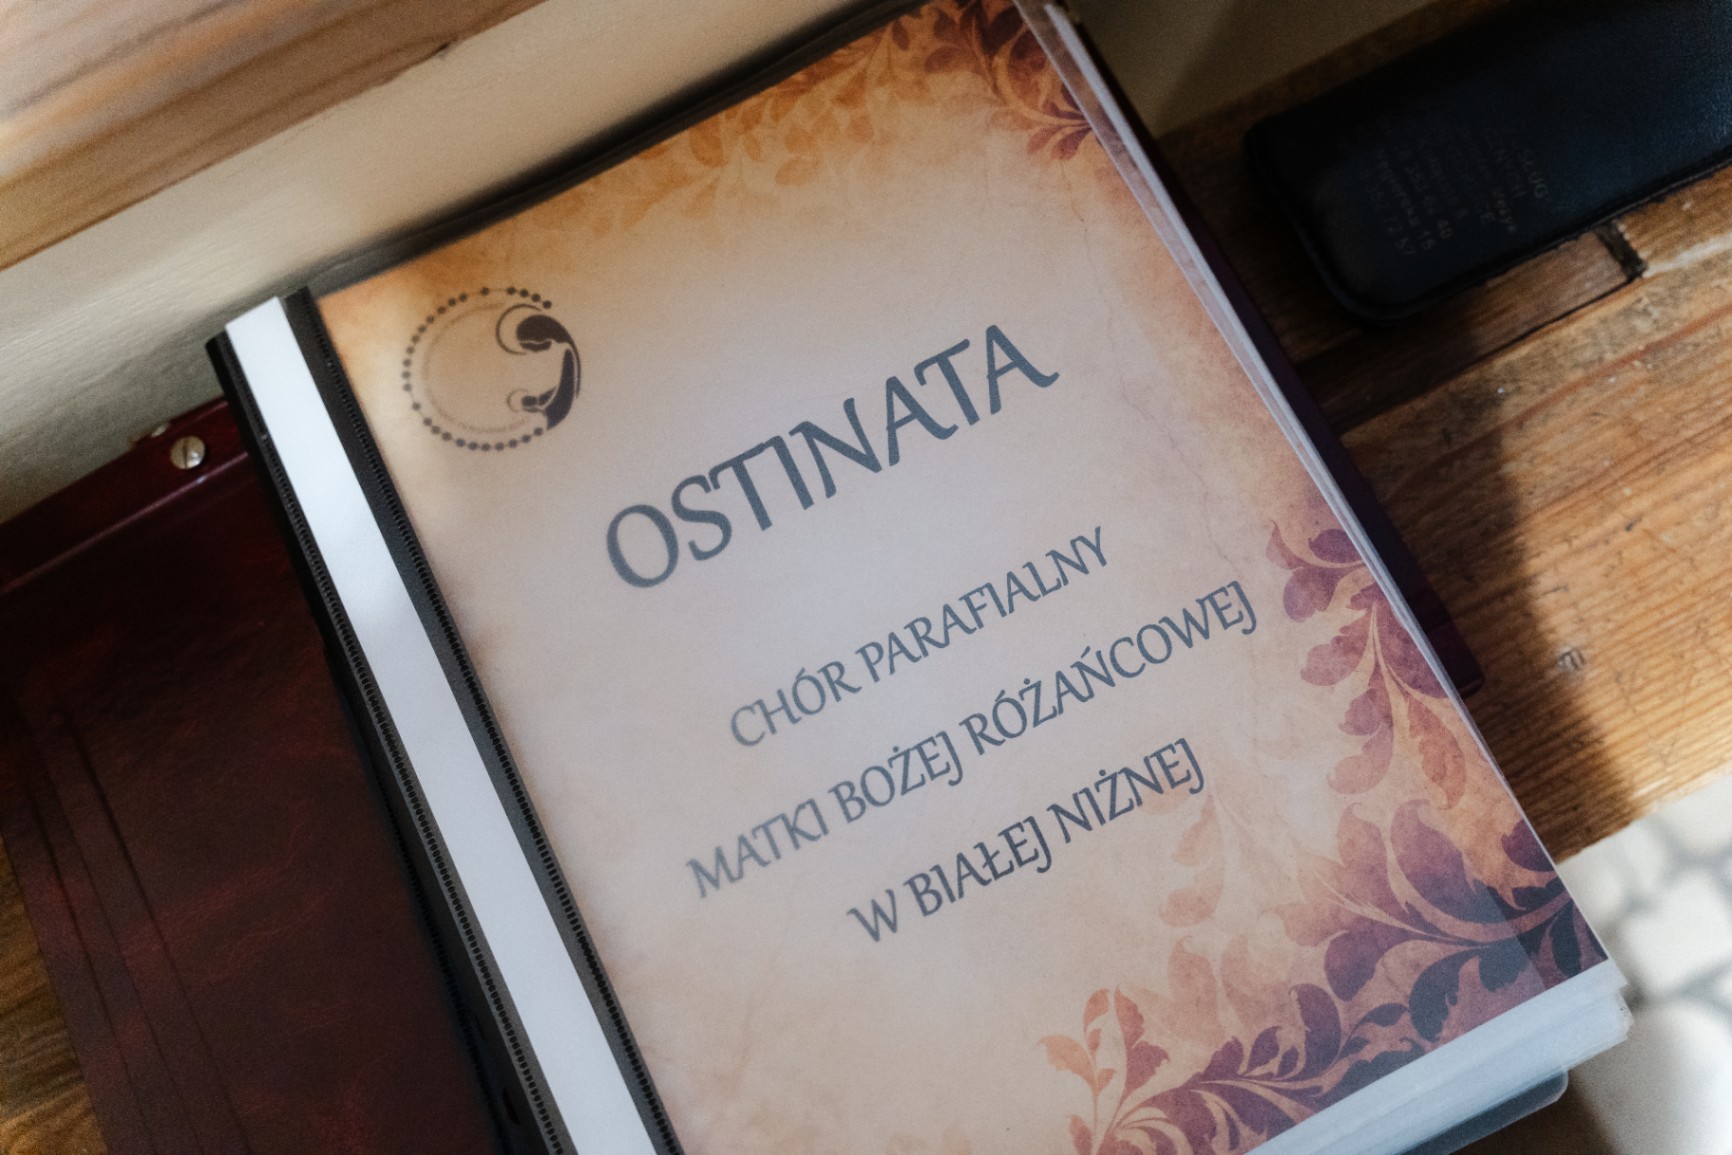 OSTINATA
CHÓR PARAFIALNY
MATKI BOŻEJ RÓŻAŃCOWEJ
W BIAŁEJ NIŻNEJ